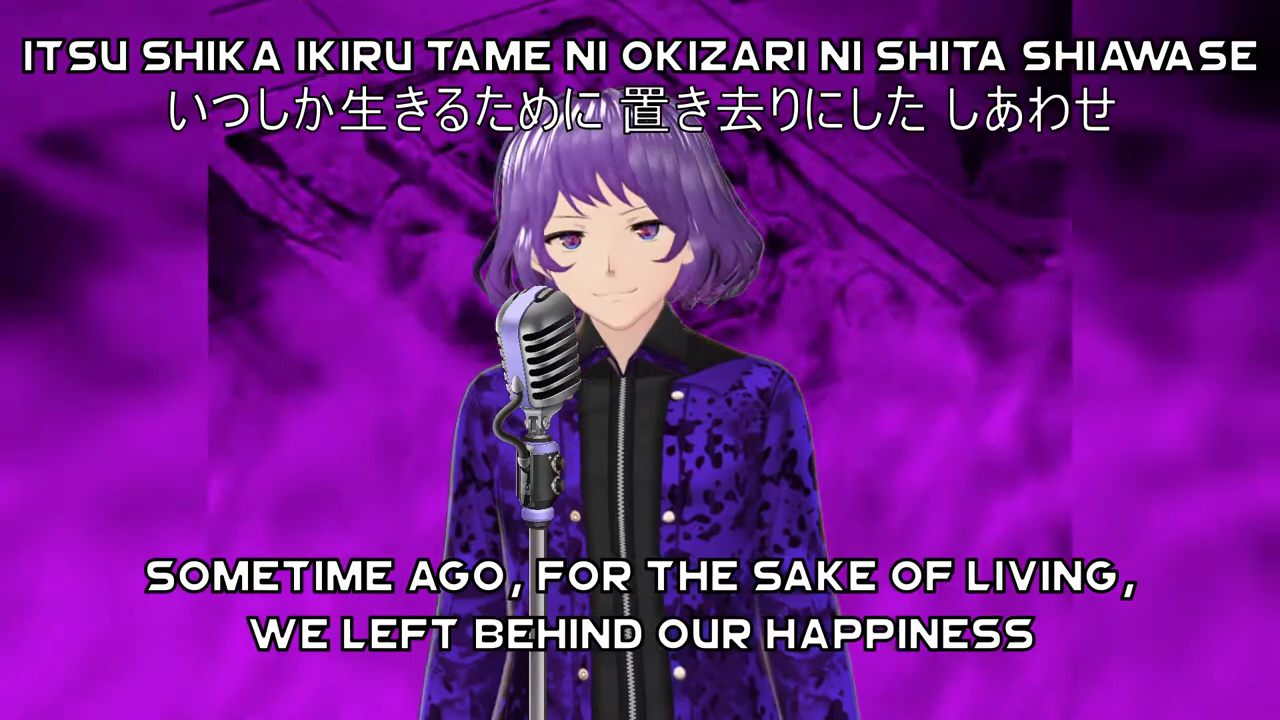 ITSU SHIKA IKIRU TAME NI OKIZARI NI SHITA SHIAWASE
いつしか生きるために 置き去りにした しあわせ
SOMETIME AGO, FOR THE SAKE OF LIVING,
WE LEFT BEHIND OUR HAPPINESS